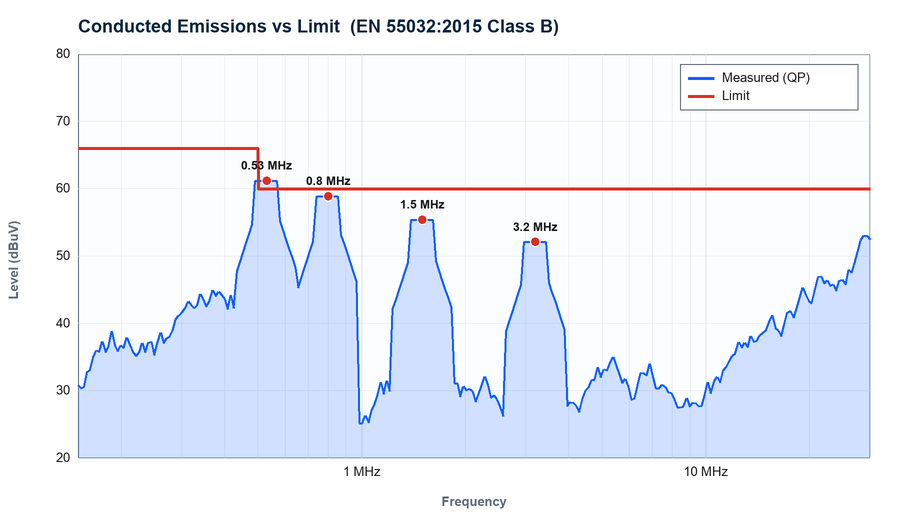 Conducted Emissions vs Limit (EN 55032:2015 Class B)
Measured (QP)
Limit
80
70
60
50
40
30
20
Level (dBuV)
0.53 MHz
0.8 MHz
1.5 MHz
3.2 MHz
1 MHz
10 MHz
Frequency